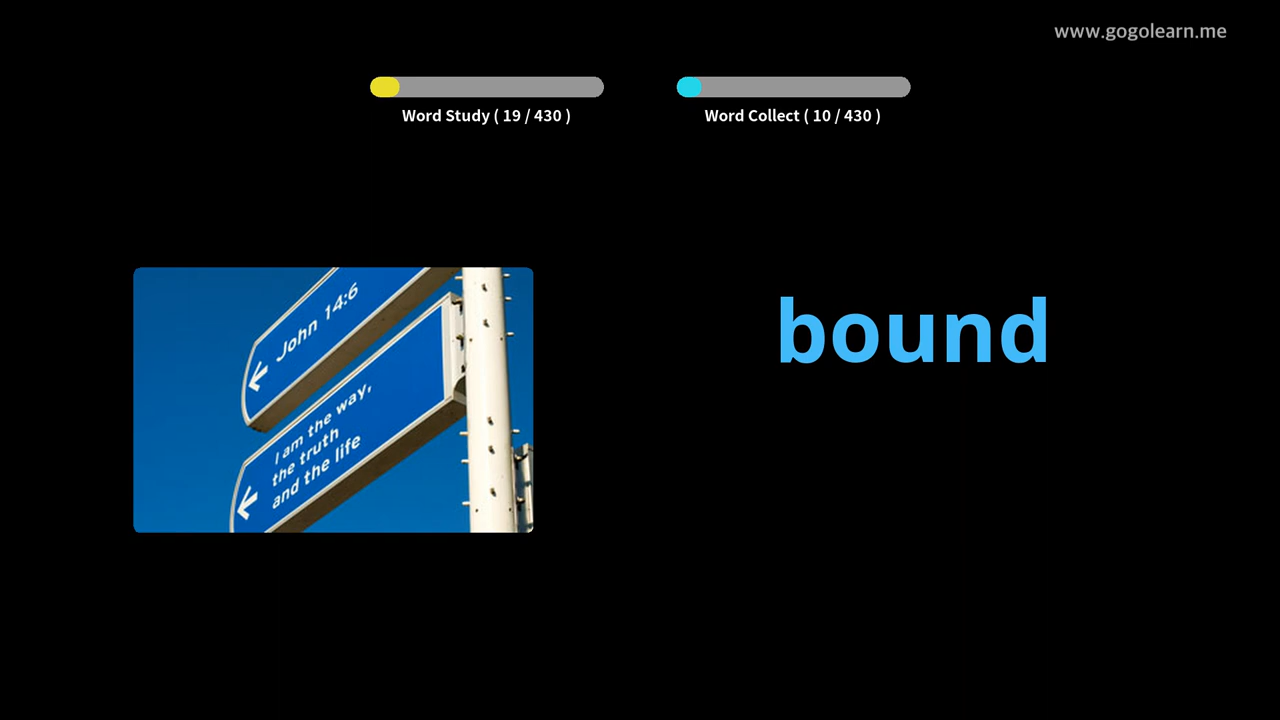 www.gogolearn.me
Word Study ( 19 / 430 )
Word Collect ( 10 / 430 )
John 14:6
I am the way,
the truth
and the life
bound